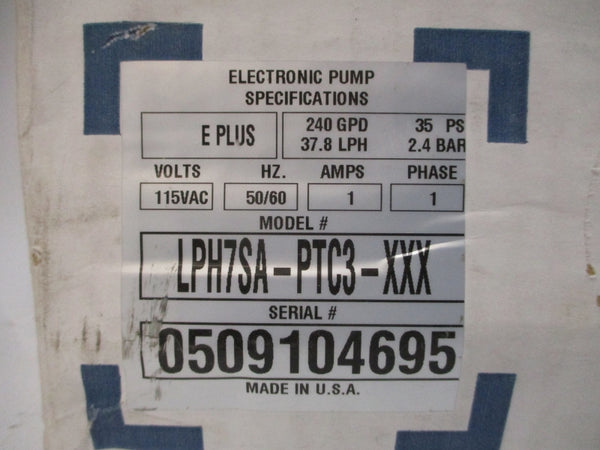 ELECTRONIC PUMP
SPECIFICATIONS
E PLUS
240 GPD 35 PS
37.8 LPH 2.4 BAR
VOLTS HZ. AMPS PHASE
115VAC 50/60 1 1
MODEL #
LPH7SA-PTC3-XXX
SERIAL #
0509104695
MADE IN U.S.A.